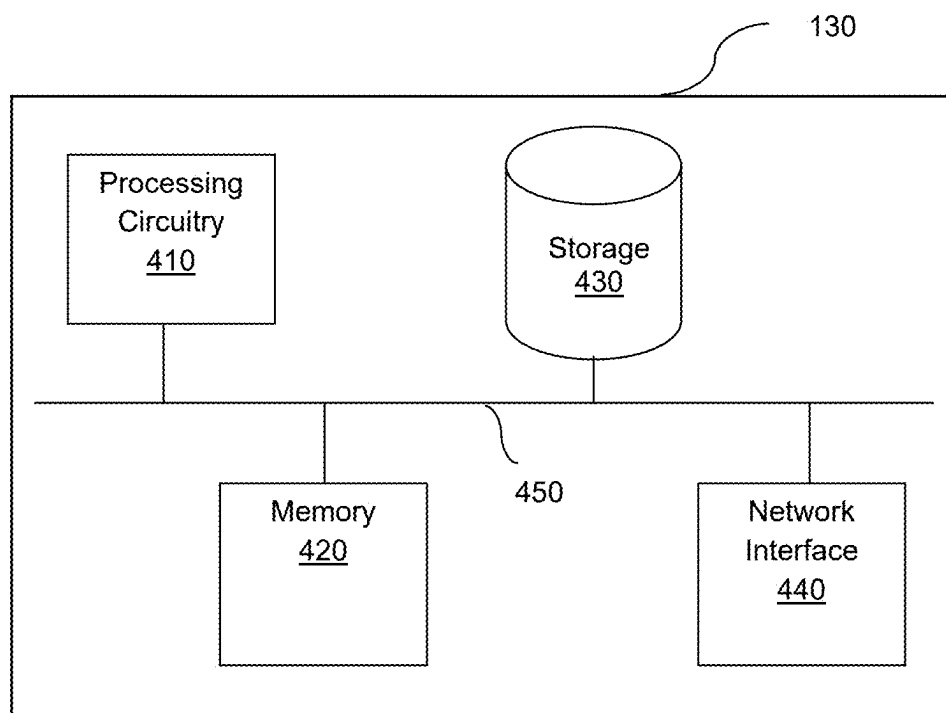 130
Processing
Circuitry
410
Storage
430
450
Memory
420
Network
Interface
440